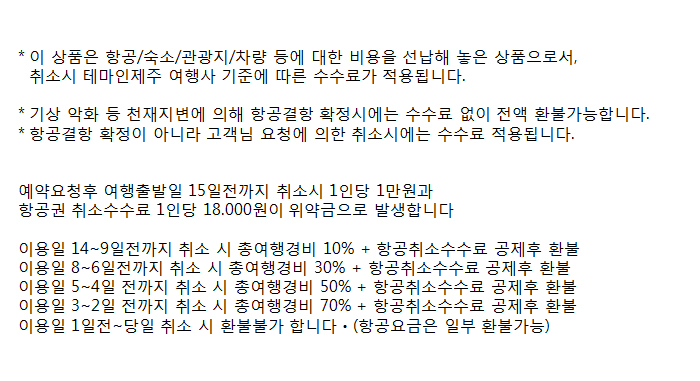 * 이 상품은 항공/숙소/관광지/차량 등에 대한 비용을 선납해 놓은 상품으로서,
취소시 테마인제주 여행사 기준에 따른 수수료가 적용됩니다.
* 기상 악화 등 천재지변에 의해 항공결항 확정시에는 수수료 없이 전액 환불가능합니다.
* 항공결항 확정이 아니라 고객님 요청에 의한 취소시에는 수수료 적용됩니다.
예약요청후 여행출발일 15일전까지 취소시 1인당 1만원과
항공권 취소수수료 1인당 18.000원이 위약금으로 발생합니다
이용일 14~9일전까지 취소 시 총여행경비 10% + 항공취소수수료 공제후 환불
이용일 8~6일전까지 취소 시 총여행경비 30% + 항공취소수수료 공제후 환불
이용일 5~4일 전까지 취소 시 총여행경비 50% + 항공취소수수료 공제후 환불
이용일 3~2일 전까지 취소 시 총여행경비 70% + 항공취소수수료 공제후 환불
이용일 1일전~당일 취소 시 환불불가 합니다・(항공요금은 일부 환불가능)